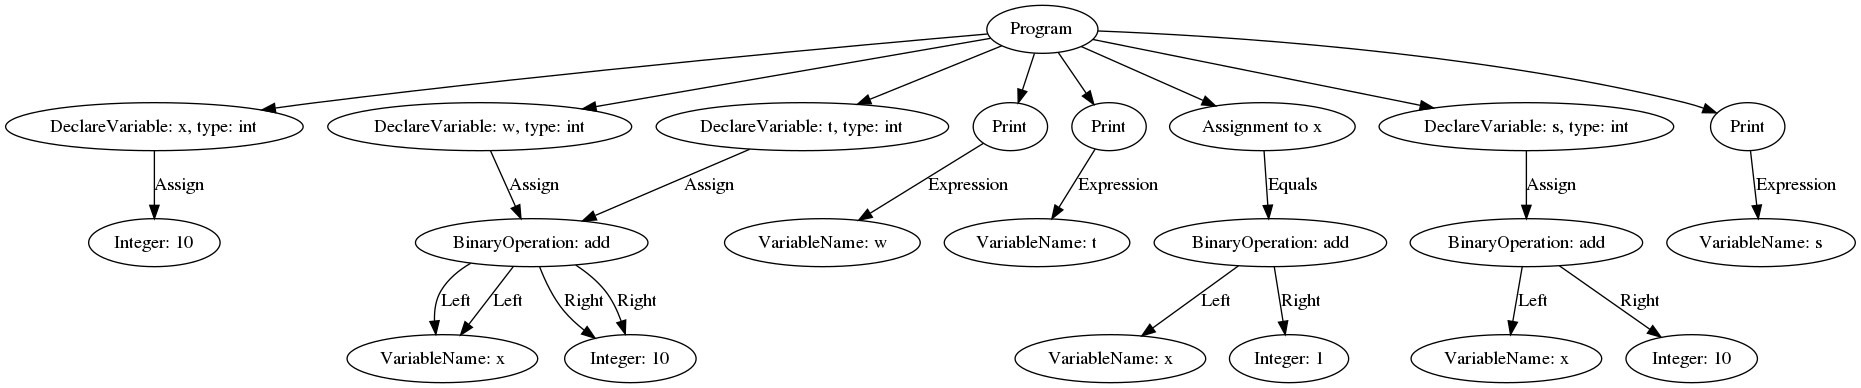 Program
DeclareVariable: x, type: int
DeclareVariable: w, type: int
DeclareVariable: t, type: int
Print
Print
Assignment to x
DeclareVariable: s, type: int
Print
Assign
Assign
Assign
Expression
Expression
Equals
Assign
Expression
Integer: 10
BinaryOperation: add
VariableName: w
VariableName: t
BinaryOperation: add
BinaryOperation: add
VariableName: s
Left
Left
Right
Right
Left
Right
Left
Right
VariableName: x
Integer: 10
VariableName: x
Integer: 1
VariableName: x
Integer: 10